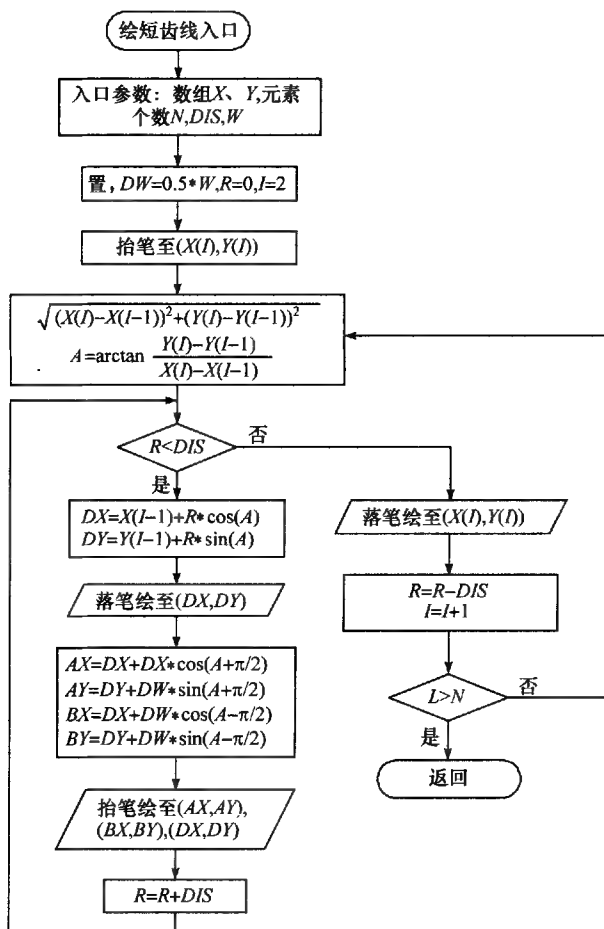 绘短齿线入口
入口参数：数组X、Y,元素
个数N,DIS,W
置，DW=0.5*W,R=0,I=2
抬笔至(X(I),Y(I))
√(X(I)−X(I−1))²+(Y(I)−Y(I−1))²
A=arctan (Y(I)−Y(I−1))/(X(I)−X(I−1))
R<DIS
否
是
DX=X(I−1)+R*cos(A)
DY=Y(I−1)+R*sin(A)
落笔绘至(DX,DY)
AX=DX+DX*cos(A+π/2)
AY=DY+DW*sin(A+π/2)
BX=DX+DW*cos(A−π/2)
BY=DY+DW*sin(A−π/2)
抬笔绘至(AX,AY),
(BX,BY),(DX,DY)
R=R+DIS
落笔绘至(X(I),Y(I))
R=R−DIS
I=I+1
L>N
否
是
返回